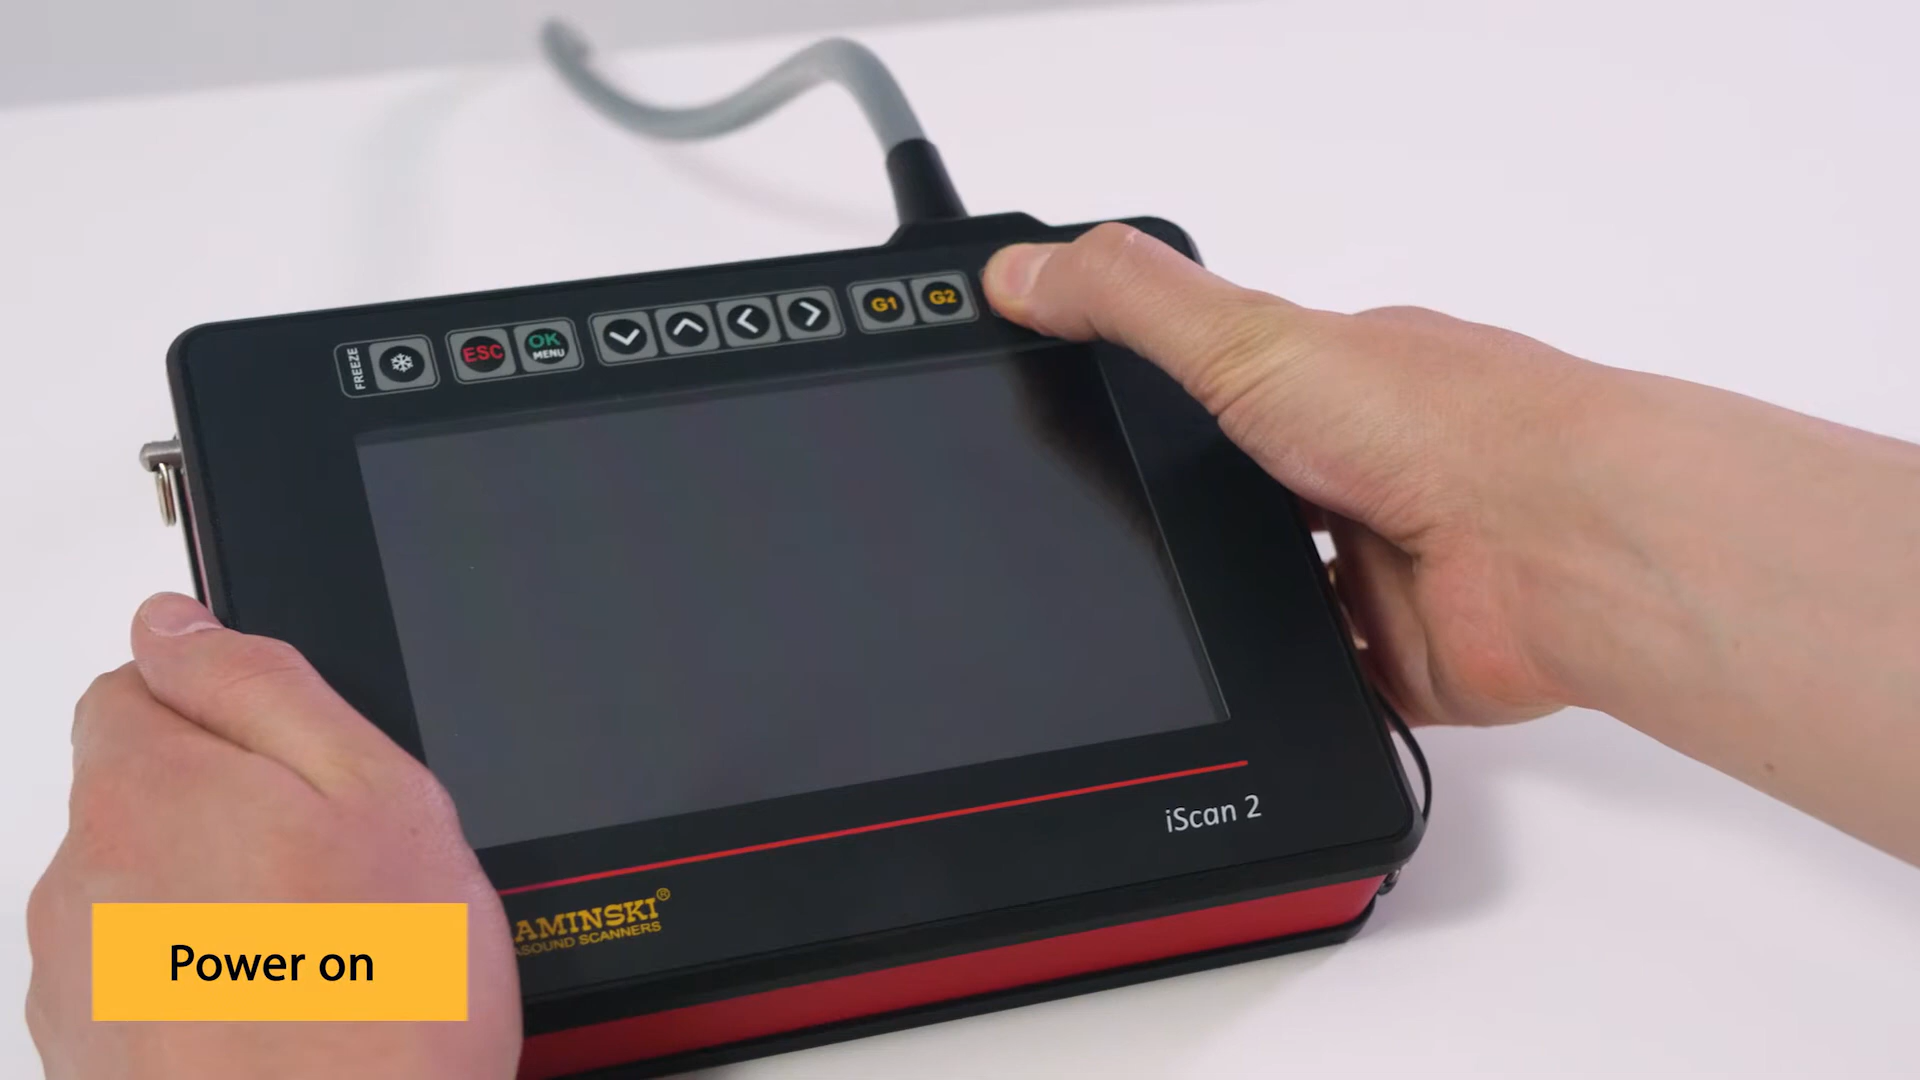 FREEZE
ESC
OK
MENU
G1
G2
iScan 2
AMINSKI®
ASOUND SCANNERS
Power on